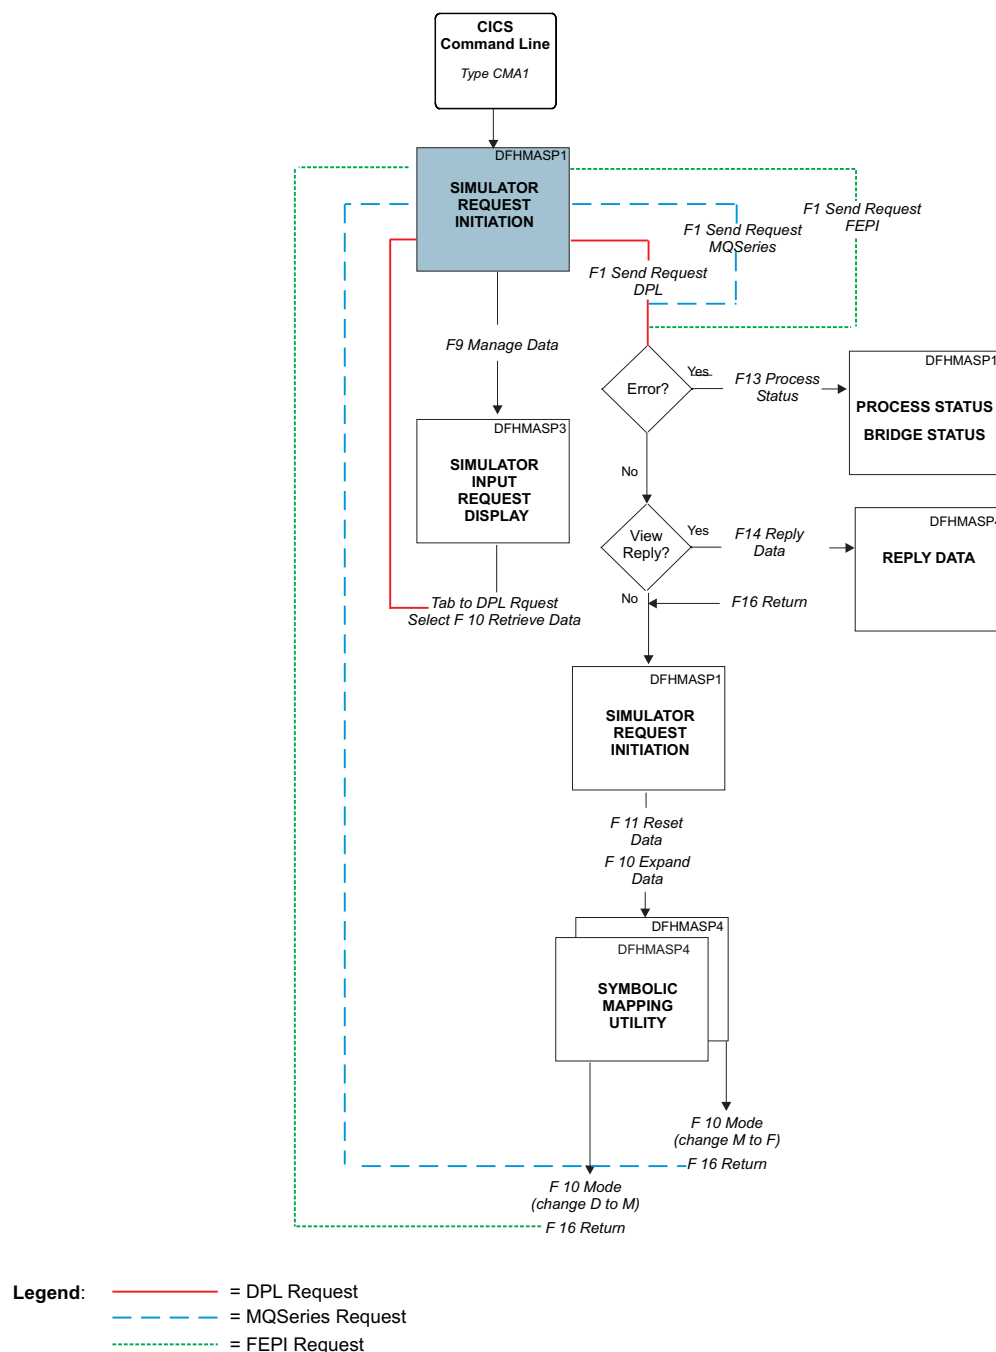 CICS
Command Line
Type CMA1
DFHMASP1
SIMULATOR
REQUEST
INITIATION
F1 Send Request
FEPI
F1 Send Request
MQSeries
F1 Send Request
DPL
F9 Manage Data
Error?
Yes
F13 Process
Status
DFHMASP1
PROCESS STATUS
BRIDGE STATUS
DFHMASP3
SIMULATOR
INPUT
REQUEST
DISPLAY
No
View
Reply?
Yes
F14 Reply
Data
DFHMASP4
REPLY DATA
Tab to DPL Rquest
Select F 10 Retrieve Data
No
F16 Return
DFHMASP1
SIMULATOR
REQUEST
INITIATION
F 11 Reset
Data
F 10 Expand
Data
DFHMASP4
DFHMASP4
SYMBOLIC
MAPPING
UTILITY
F 10 Mode
(change M to F)
F 16 Return
F 10 Mode
(change D to M)
F 16 Return
Legend:
= DPL Request
= MQSeries Request
= FEPI Request